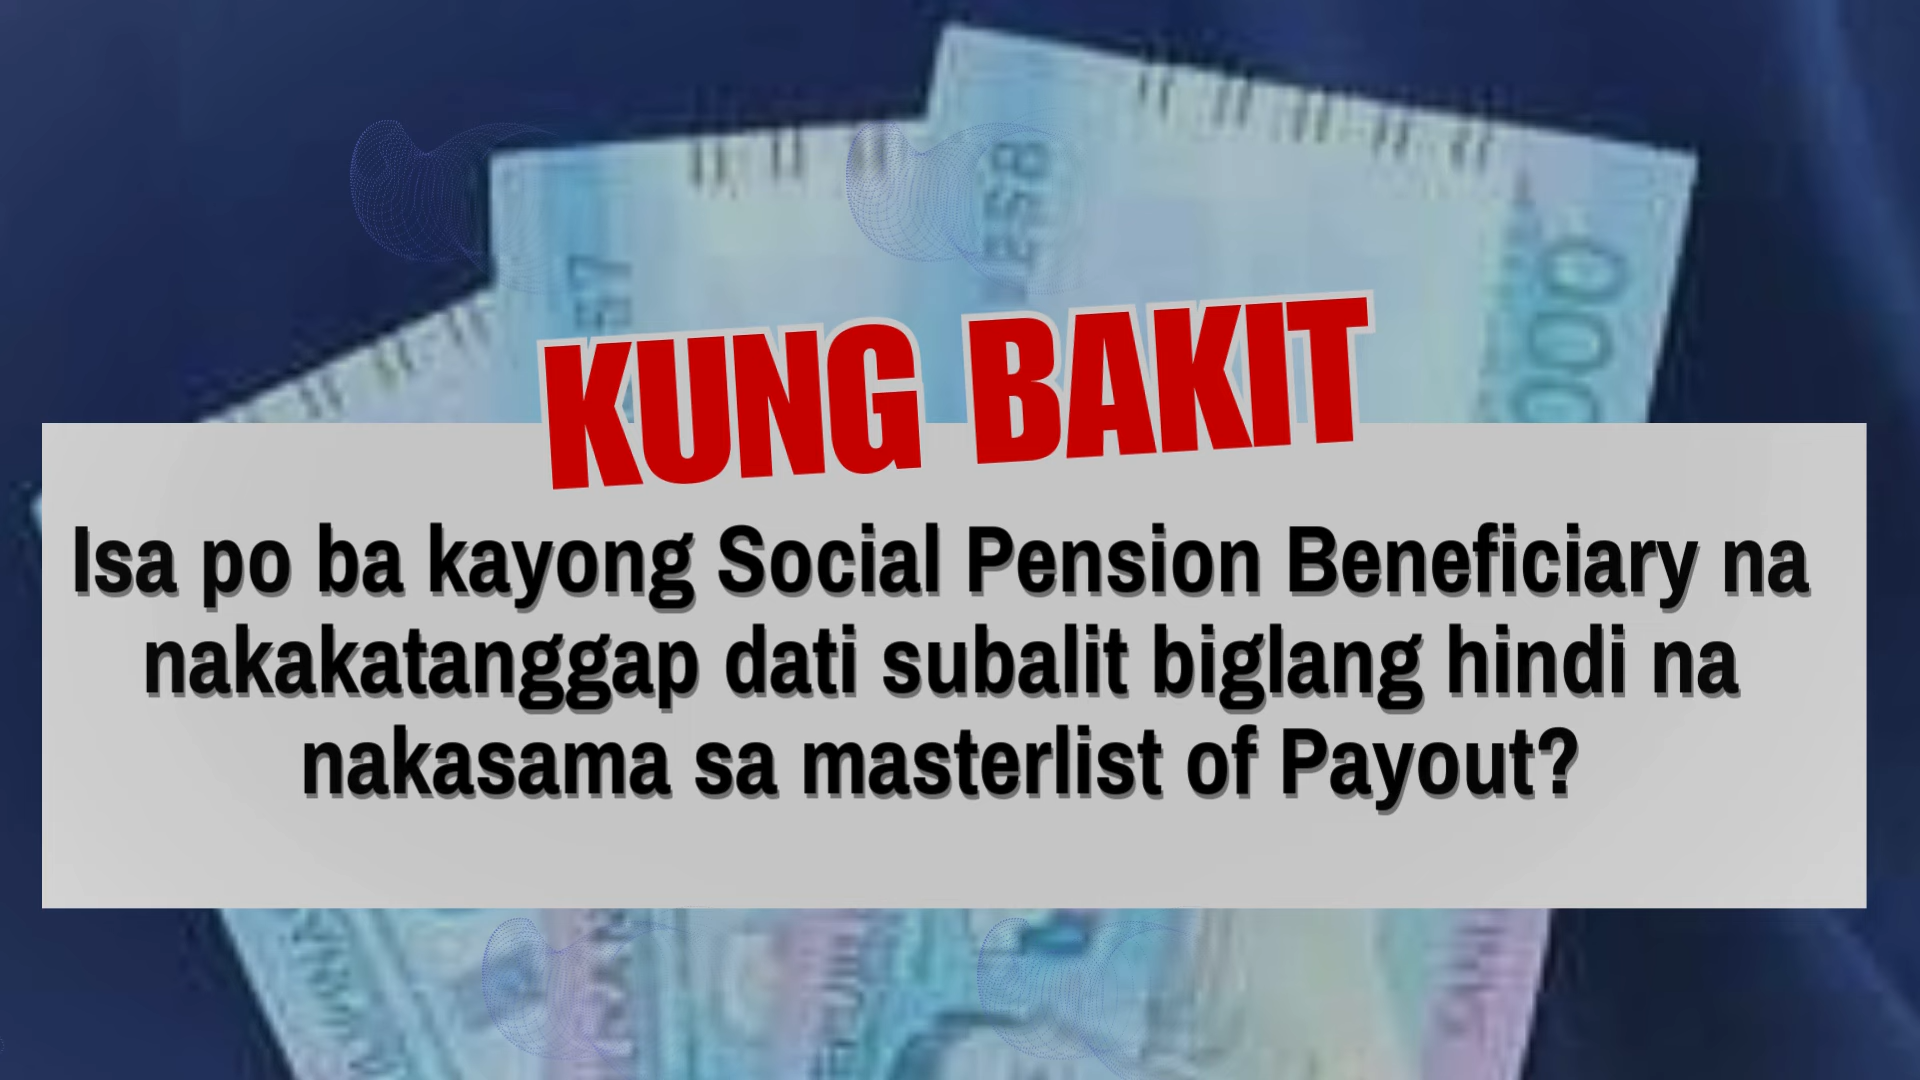 KUNG BAKIT
Isa po ba kayong Social Pension Beneficiary na
nakakatanggap dati subalit biglang hindi na
nakasama sa masterlist of Payout?